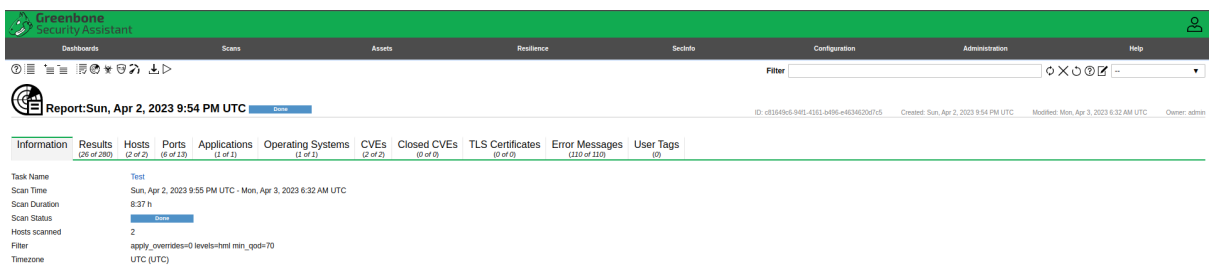 Greenbone
Security Assistant
Dashboards Scans Assets Resilience SecInfo Configuration Administration Help
Filter --
Report:Sun, Apr 2, 2023 9:54 PM UTC Done
ID: c81649c6-94f1-4161-b496-e4634620d7c5 Created: Sun, Apr 2, 2023 9:54 PM UTC Modified: Mon, Apr 3, 2023 6:32 AM UTC Owner: admin
Information Results Hosts Ports Applications Operating Systems CVEs Closed CVEs TLS Certificates Error Messages User Tags
(26 of 280) (2 of 2) (6 of 13) (1 of 1) (1 of 1) (2 of 2) (0 of 0) (0 of 0) (110 of 110) (0)
Task Name Test
Scan Time Sun, Apr 2, 2023 9:55 PM UTC - Mon, Apr 3, 2023 6:32 AM UTC
Scan Duration 8:37 h
Scan Status Done
Hosts scanned 2
Filter apply_overrides=0 levels=hml min_qod=70
Timezone UTC (UTC)